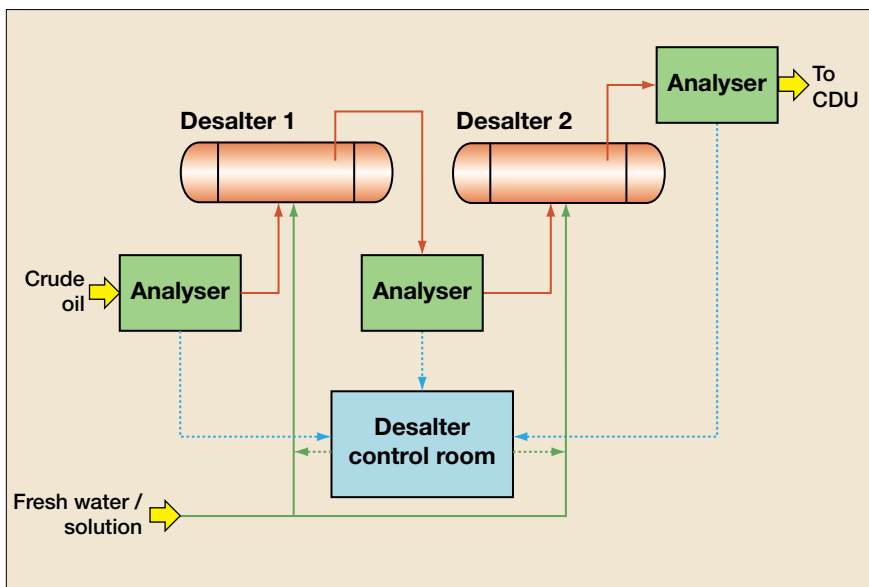 Analyser
To
CDU
Desalter 1
Desalter 2
Crude
oil
Analyser
Analyser
Desalter
control room
Fresh water /
solution